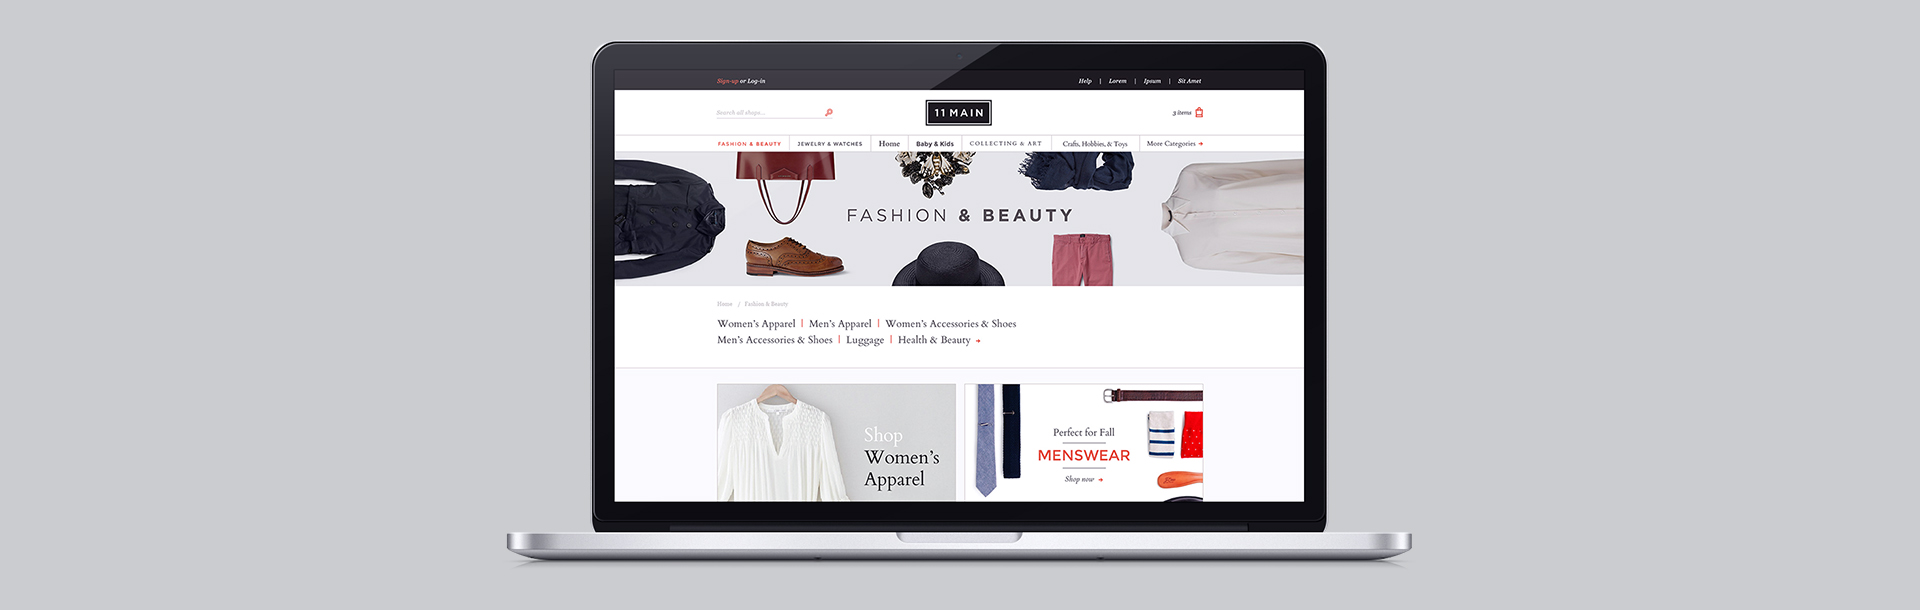 Sign-up or Log-in
Help | Lorem | Ipsum | Sit Amet
Search all shops...
11 MAIN
3 items
FASHION & BEAUTY
JEWELRY & WATCHES
Home
Baby & Kids
COLLECTING & ART
Crafts, Hobbies, & Toys
More Categories
FASHION & BEAUTY
Home / Fashion & Beauty
Women's Apparel | Men's Apparel | Women's Accessories & Shoes
Men's Accessories & Shoes | Luggage | Health & Beauty
Shop
Women's
Apparel
Perfect for Fall
MENSWEAR
Shop now